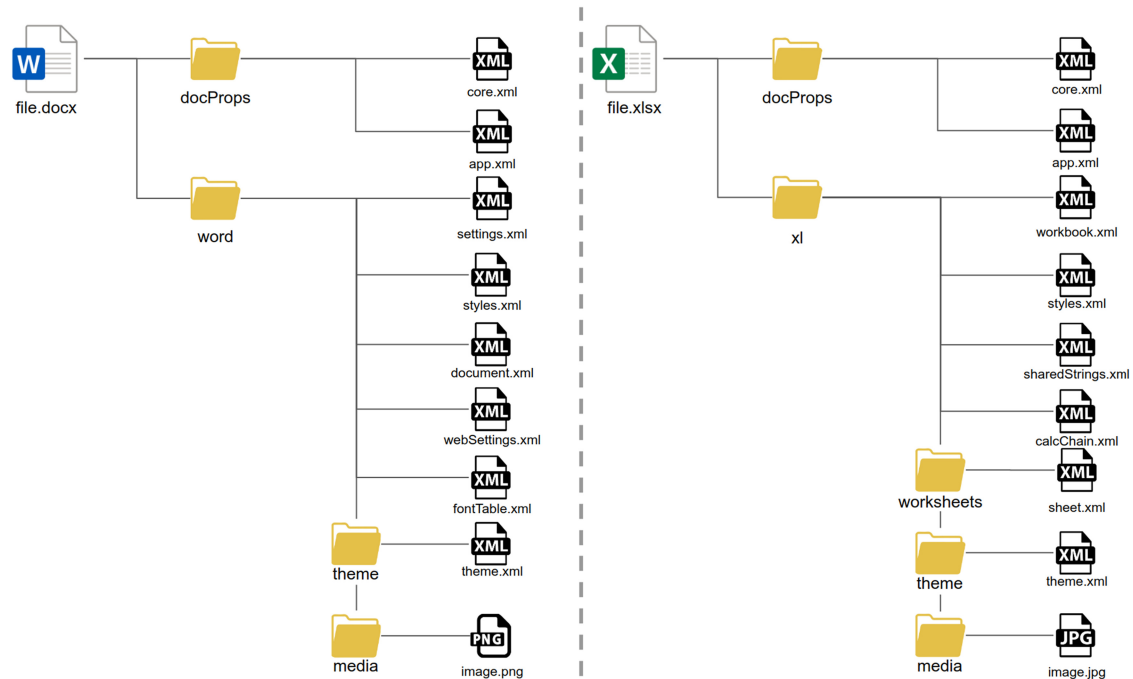 W
file.docx
docProps
XML
core.xml
XML
app.xml
word
XML
settings.xml
XML
styles.xml
XML
document.xml
XML
webSettings.xml
XML
fontTable.xml
theme
XML
theme.xml
media
PNG
image.png
X
file.xlsx
docProps
XML
core.xml
XML
app.xml
xl
XML
workbook.xml
XML
styles.xml
XML
sharedStrings.xml
XML
calcChain.xml
worksheets
XML
sheet.xml
theme
XML
theme.xml
media
JPG
image.jpg